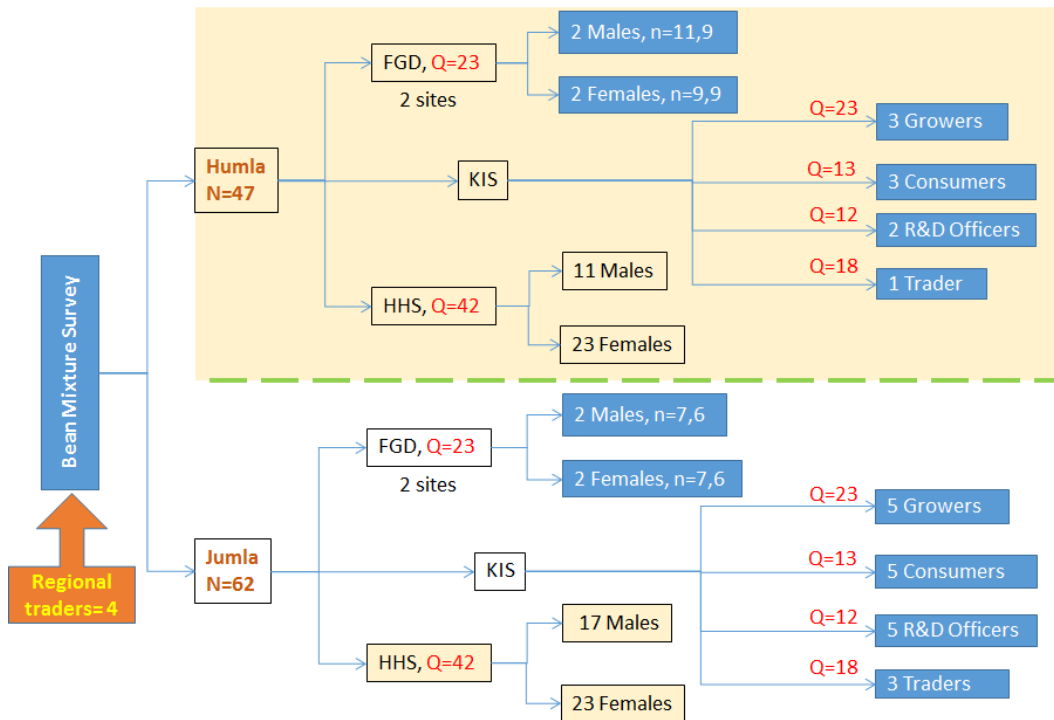 Bean Mixture Survey
Regional
traders= 4
Humla
N=47
FGD, Q=23
2 sites
2 Males, n=11,9
2 Females, n=9,9
KIS
Q=23
3 Growers
Q=13
3 Consumers
Q=12
2 R&D Officers
Q=18
1 Trader
HHS, Q=42
11 Males
23 Females
Jumla
N=62
FGD, Q=23
2 sites
2 Males, n=7,6
2 Females, n=7,6
KIS
Q=23
5 Growers
Q=13
5 Consumers
Q=12
5 R&D Officers
Q=18
3 Traders
HHS, Q=42
17 Males
23 Females